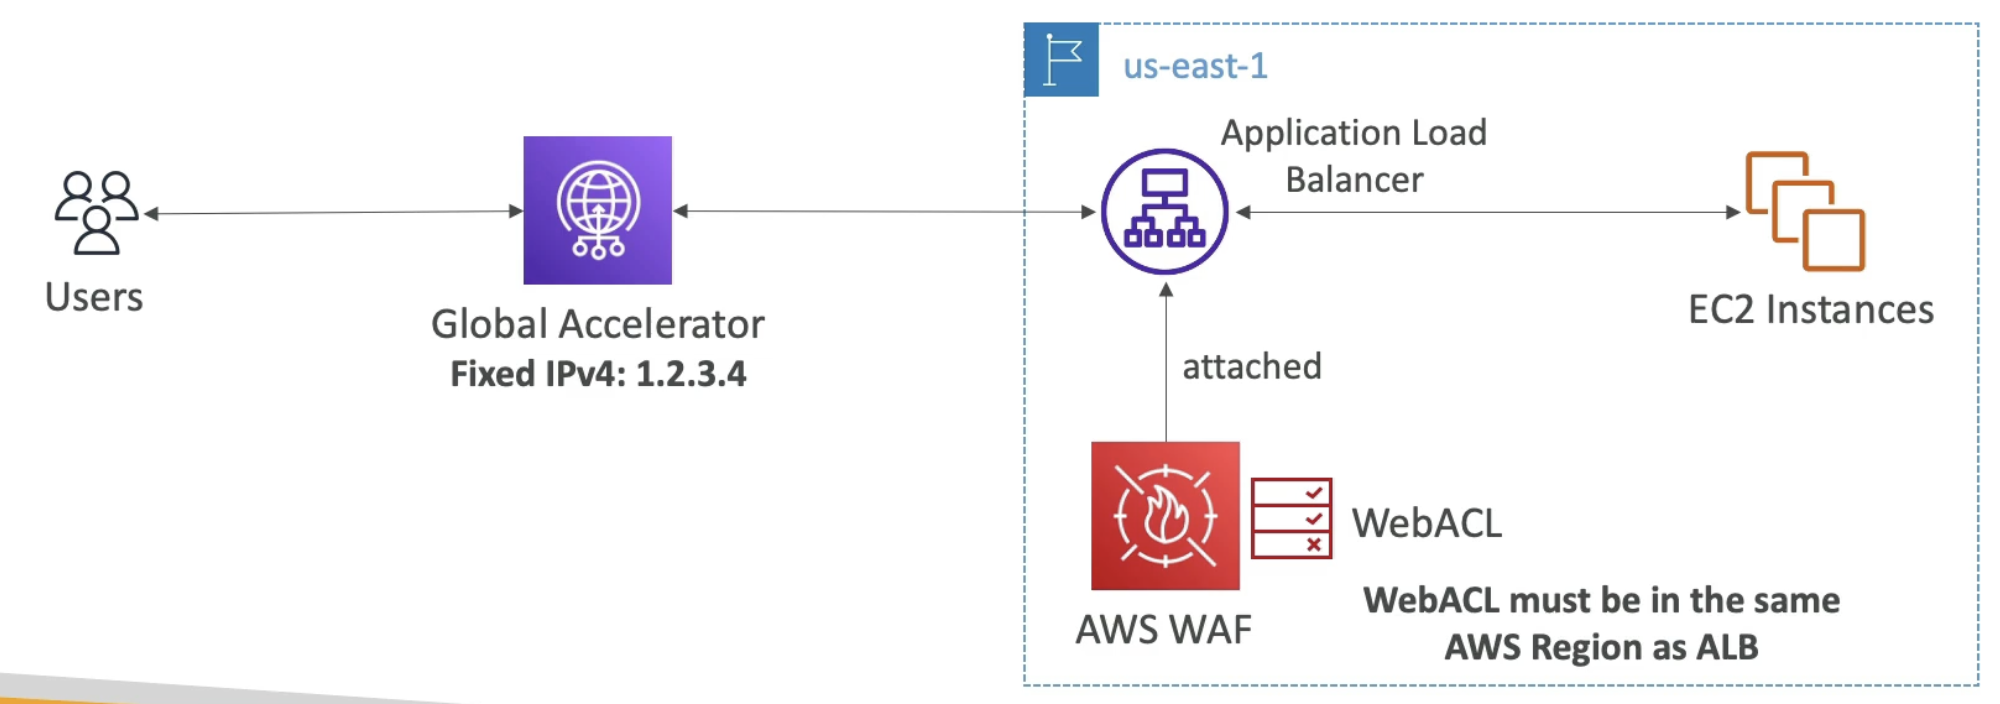 us-east-1
Application Load
Balancer
Users
Global Accelerator
Fixed IPv4: 1.2.3.4
EC2 Instances
attached
WebACL
AWS WAF
WebACL must be in the same
AWS Region as ALB